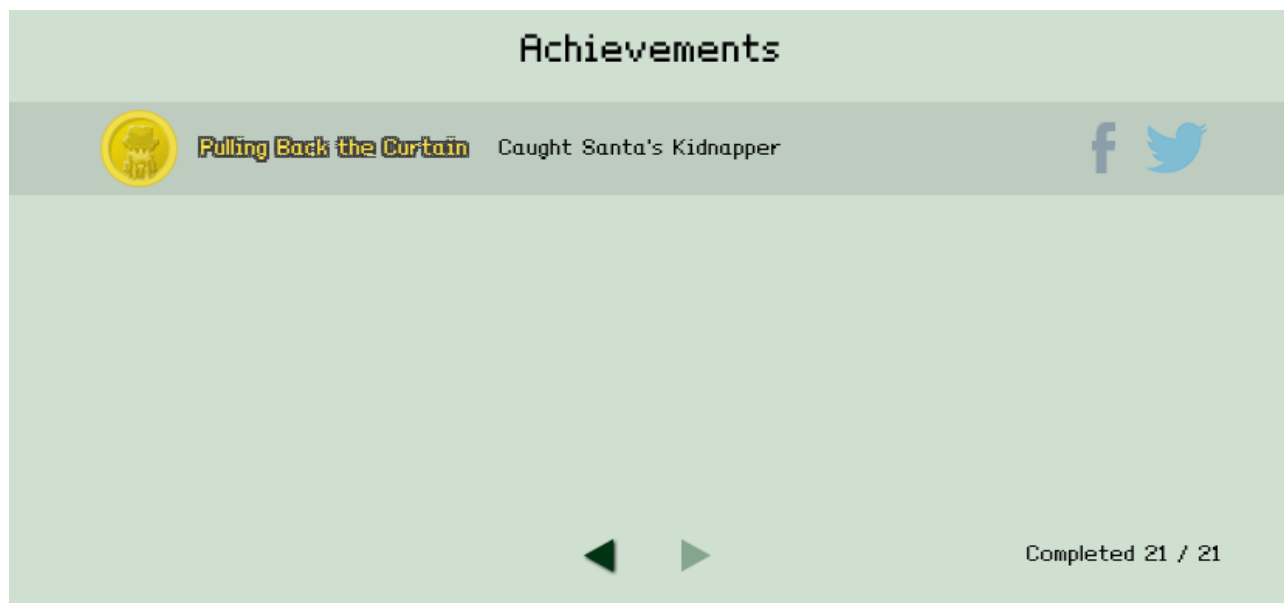 Achievements
Pulling Back the Curtain Caught Santa's Kidnapper
Completed 21 / 21